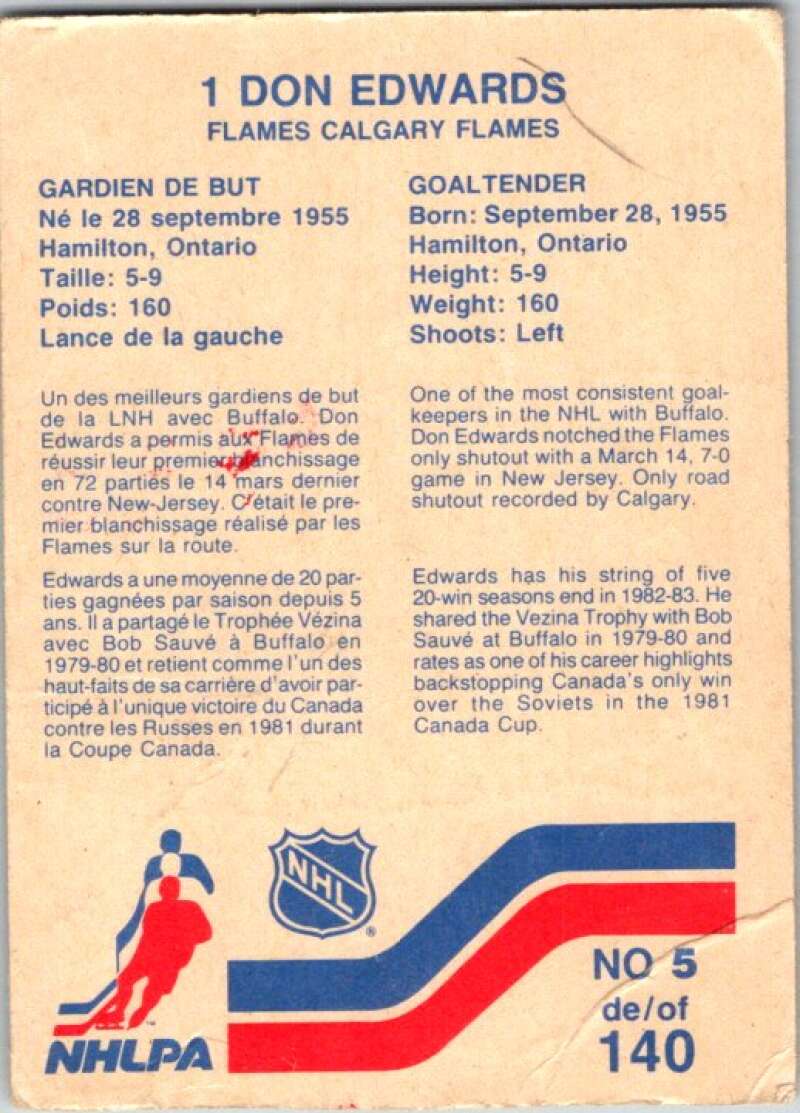 1 DON EDWARDS
FLAMES CALGARY FLAMES
GARDIEN DE BUT
Né le 28 septembre 1955
Hamilton, Ontario
Taille: 5-9
Poids: 160
Lance de la gauche
GOALTENDER
Born: September 28, 1955
Hamilton, Ontario
Height: 5-9
Weight: 160
Shoots: Left
Un des meilleurs gardiens de but
de la LNH avec Buffalo. Don
Edwards a permis aux Flames de
réussir leur premier blanchissage
en 72 parties le 14 mars dernier
contre New-Jersey. C'était le pre-
mier blanchissage réalisé par les
Flames sur la route.
Edwards a une moyenne de 20 par-
ties gagnées par saison depuis 5
ans. Il a partagé le Trophée Vézina
avec Bob Sauvé à Buffalo en
1979-80 et retient comme l'un des
haut-faits de sa carrière d'avoir par-
ticipé à l'unique victoire du Canada
contre les Russes en 1981 durant
la Coupe Canada.
One of the most consistent goal-
keepers in the NHL with Buffalo.
Don Edwards notched the Flames
only shutout with a March 14, 7-0
game in New Jersey. Only road
shutout recorded by Calgary.
Edwards has his string of five
20-win seasons end in 1982-83. He
shared the Vezina Trophy with Bob
Sauvé at Buffalo in 1979-80 and
rates as one of his career highlights
backstopping Canada's only win
over the Soviets in the 1981
Canada Cup.
NHLPA
™
NHL
®
NO 5
de/of
140